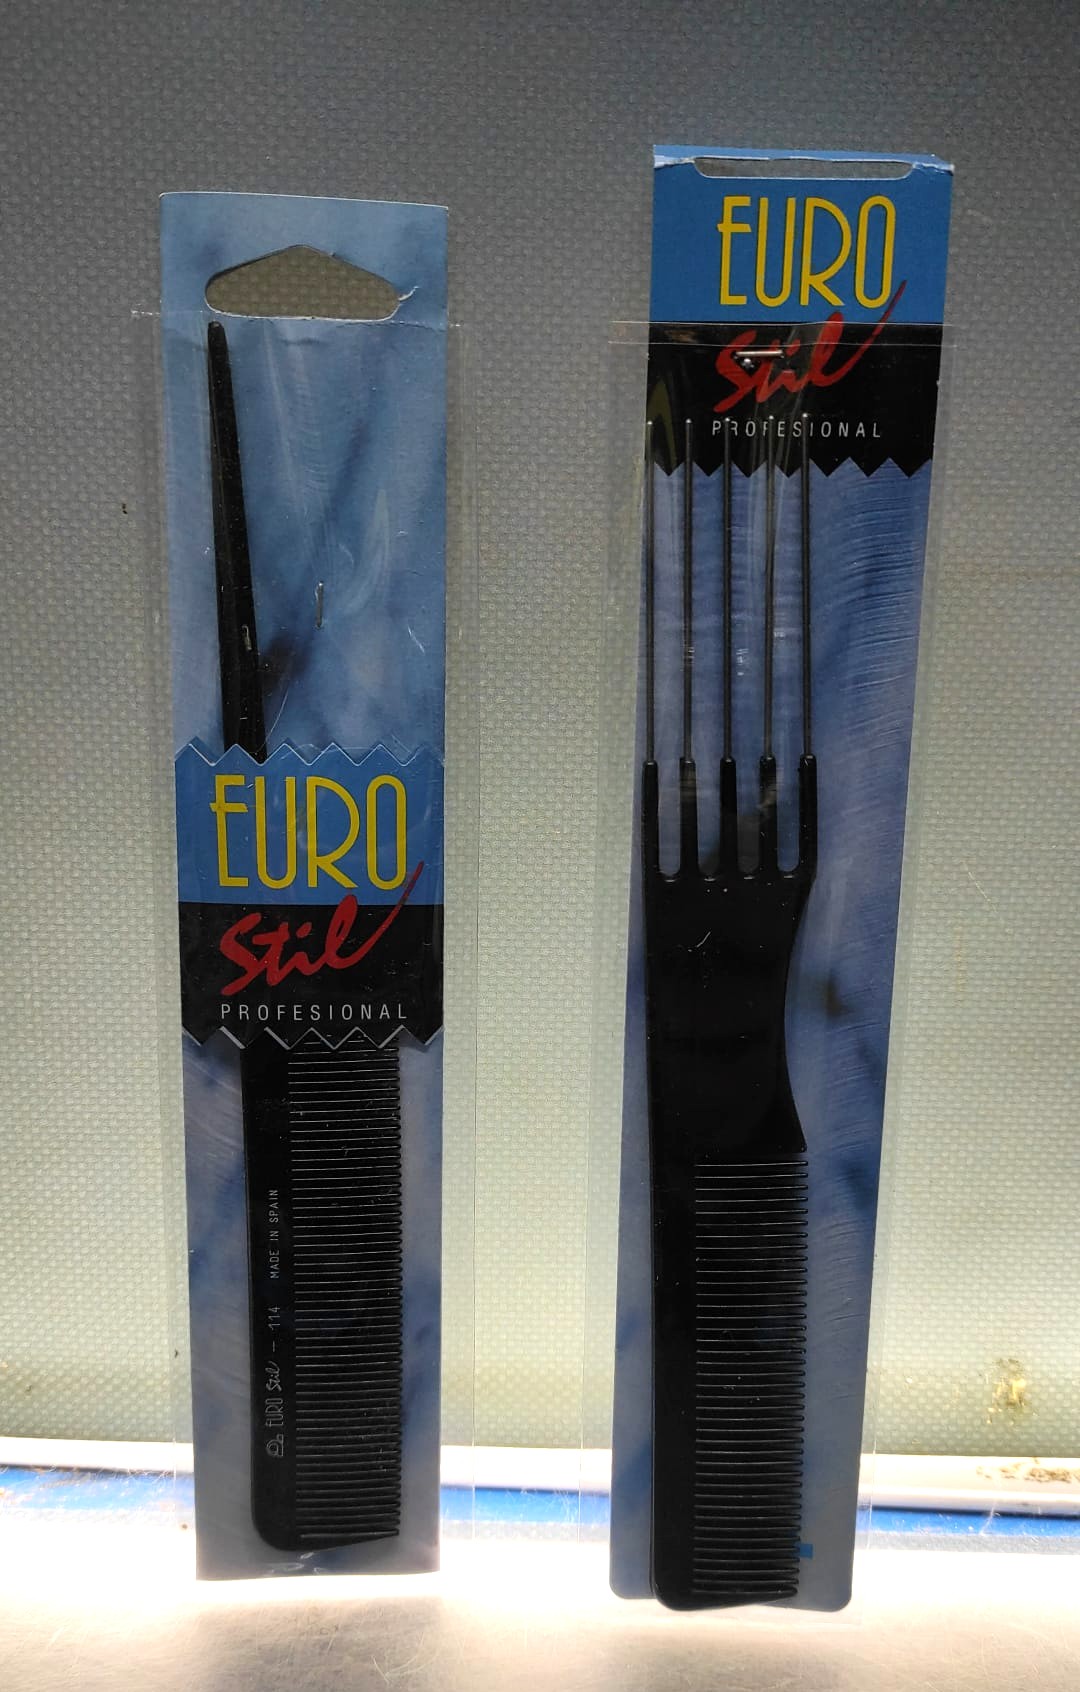 EURO
Stil
PROFESIONAL
EURO Stil – 114 MADE IN SPAIN
EURO
Stil
PROFESIONAL